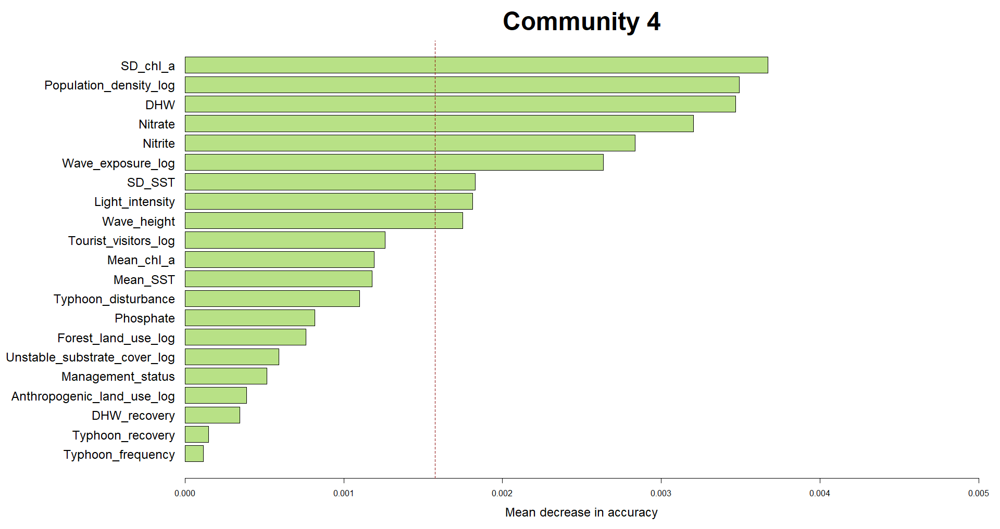 Community 4
SD_chl_a
Population_density_log
DHW
Nitrate
Nitrite
Wave_exposure_log
SD_SST
Light_intensity
Wave_height
Tourist_visitors_log
Mean_chl_a
Mean_SST
Typhoon_disturbance
Phosphate
Forest_land_use_log
Unstable_substrate_cover_log
Management_status
Anthropogenic_land_use_log
DHW_recovery
Typhoon_recovery
Typhoon_frequency
0.000 0.001 0.002 0.003 0.004 0.005
Mean decrease in accuracy